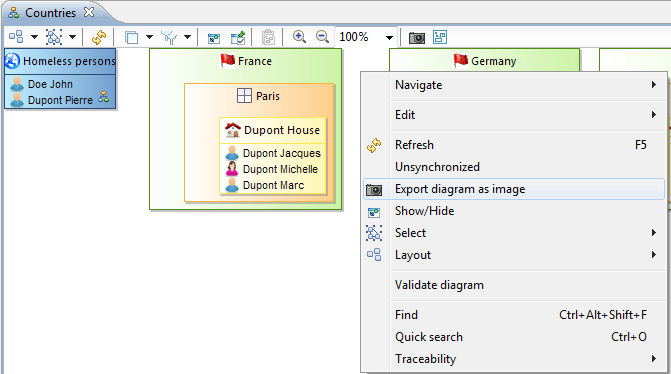 Countries
100%
Homeless persons
Doe John
Dupont Pierre
France
Paris
Dupont House
Dupont Jacques
Dupont Michelle
Dupont Marc
Germany
Navigate
Edit
Refresh F5
Unsynchronized
Export diagram as image
Show/Hide
Select
Layout
Validate diagram
Find Ctrl+Alt+Shift+F
Quick search Ctrl+O
Traceability